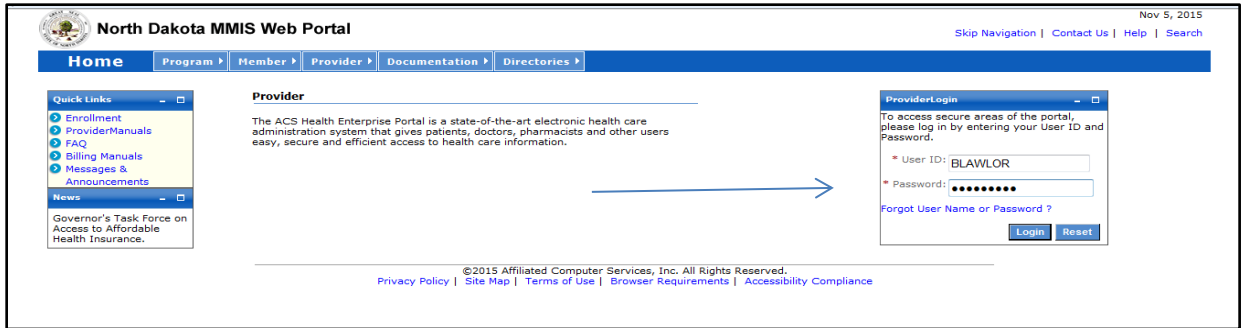 Nov 5, 2015
North Dakota MMIS Web Portal
Skip Navigation | Contact Us | Help | Search
Home Program Member Provider Documentation Directories
Quick Links
Enrollment
ProviderManuals
FAQ
Billing Manuals
Messages &
Announcements
News
Governor's Task Force on
Access to Affordable
Health Insurance.
Provider
The ACS Health Enterprise Portal is a state-of-the-art electronic health care
administration system that gives patients, doctors, pharmacists and other users
easy, secure and efficient access to health care information.
ProviderLogin
To access secure areas of the portal,
please log in by entering your User ID and
Password.
* User ID: BLAWLOR
* Password: ●●●●●●●●●
Forgot User Name or Password ?
Login Reset
©2015 Affiliated Computer Services, Inc. All Rights Reserved.
Privacy Policy | Site Map | Terms of Use | Browser Requirements | Accessibility Compliance